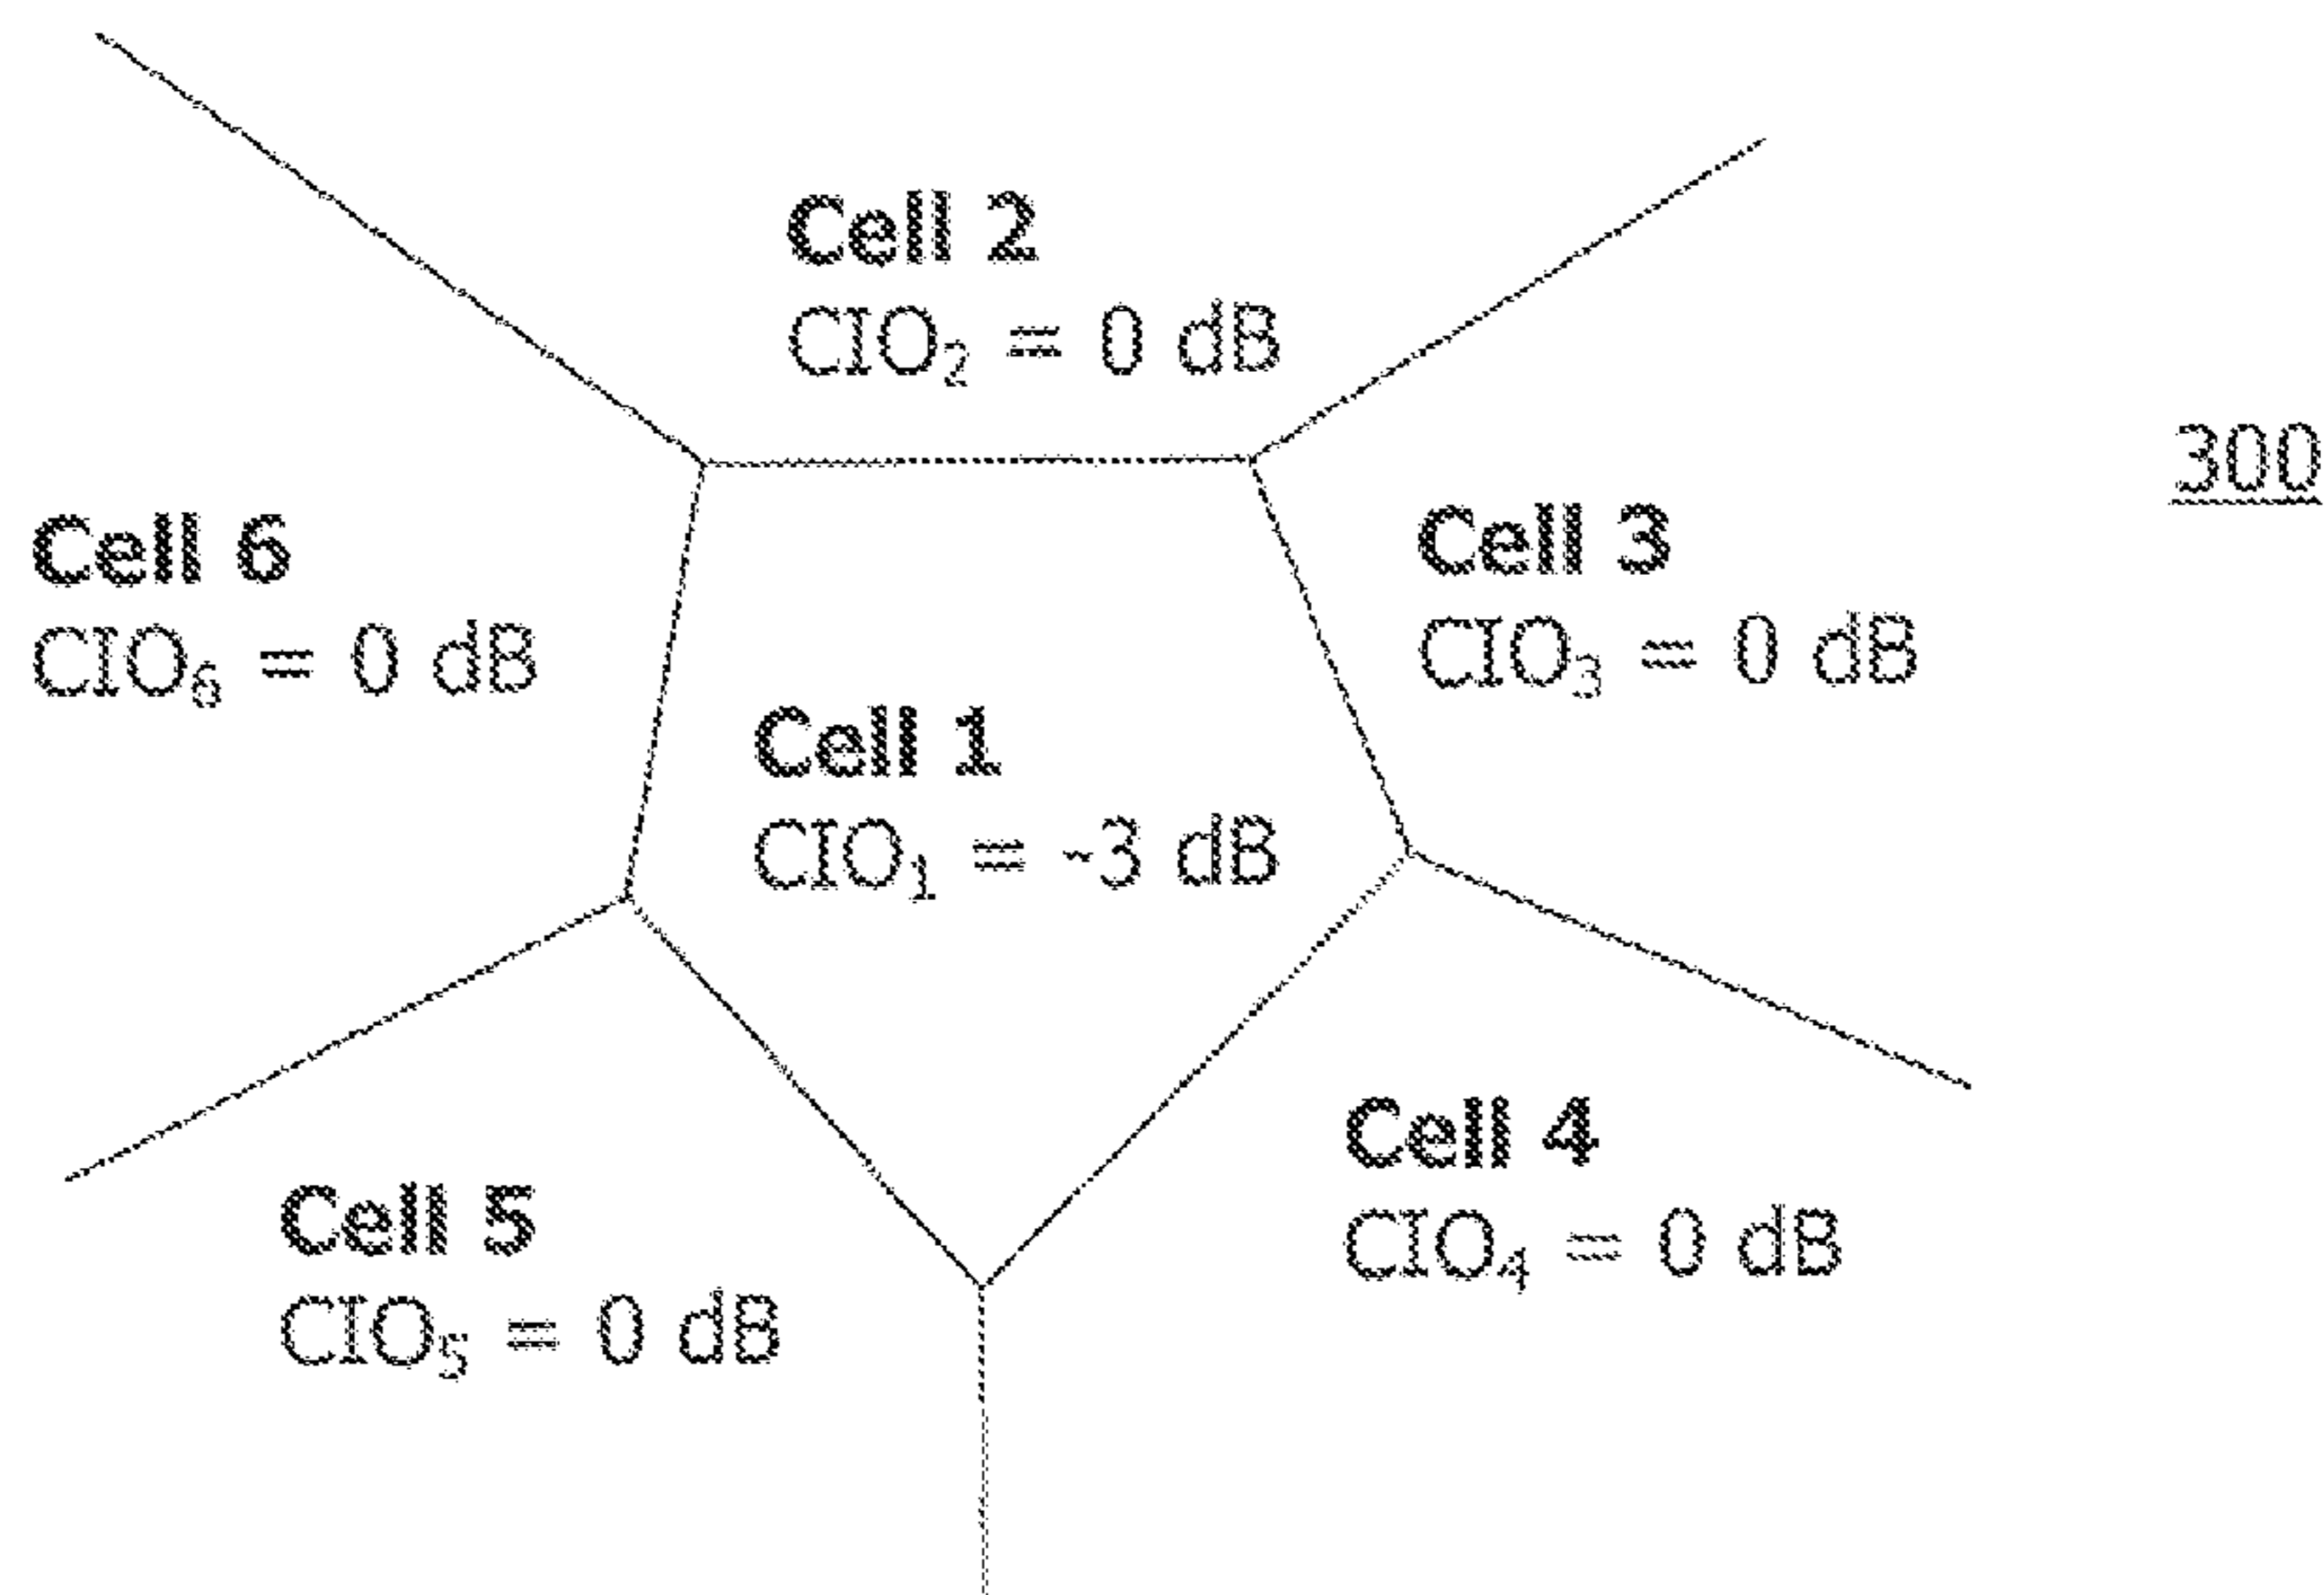 Cell 2
CIO₂ = 0 dB
300
Cell 6
CIO₆ = 0 dB
Cell 3
CIO₃ = 0 dB
Cell 1
CIO₁ = -3 dB
Cell 4
CIO₄ = 0 dB
Cell 5
CIO₅ = 0 dB